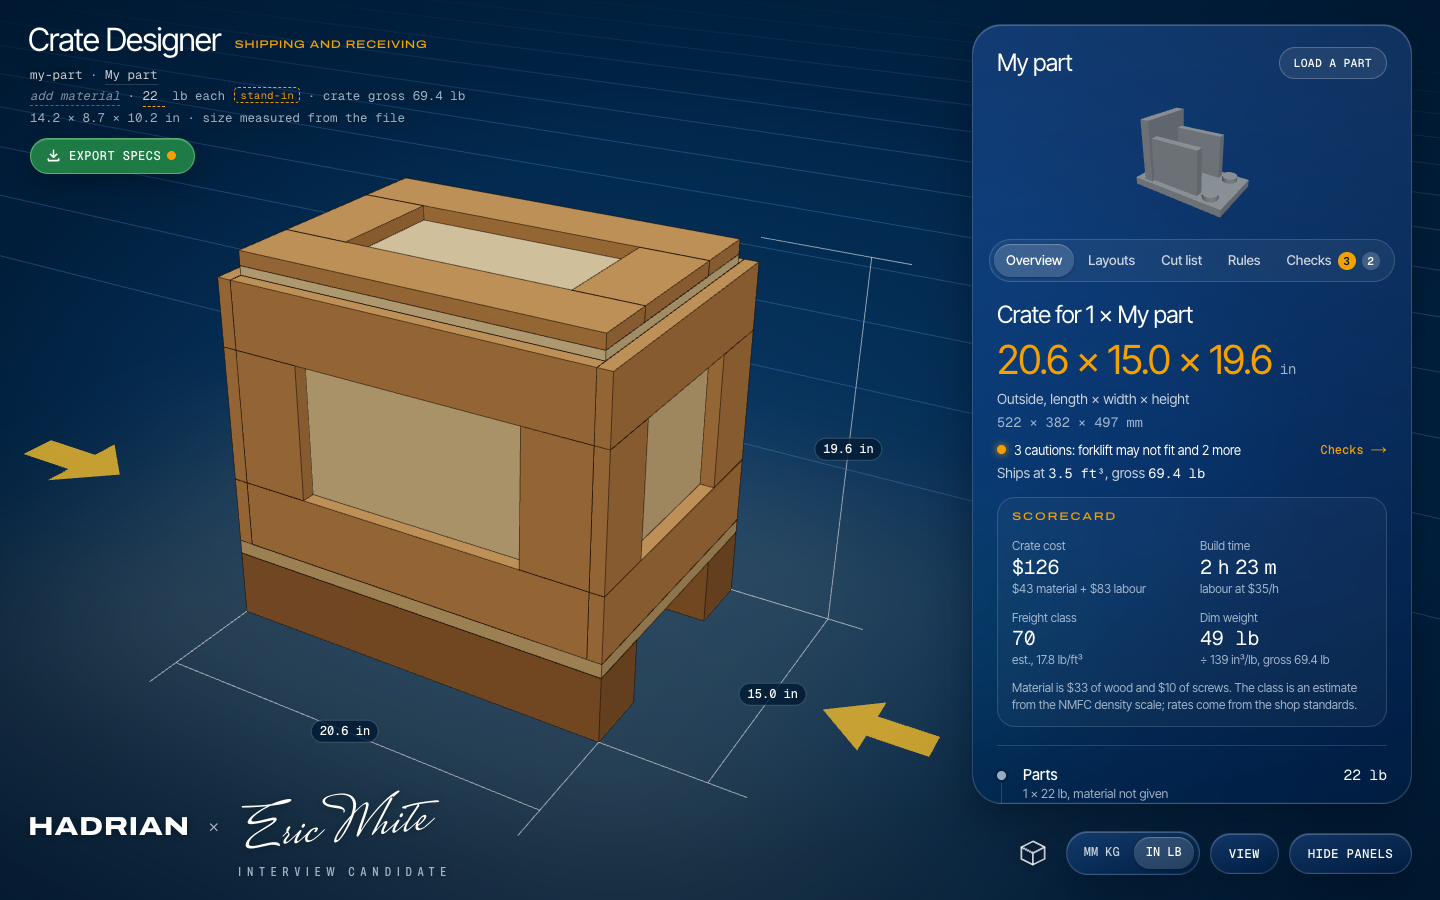 Crate Designer SHIPPING AND RECEIVING
my-part · My part
add material · 22 lb each stand-in · crate gross 69.4 lb
14.2 × 8.7 × 10.2 in · size measured from the file
EXPORT SPECS
19.6 in
15.0 in
20.6 in
HADRIAN × Eric White
INTERVIEW CANDIDATE
My part
LOAD A PART
Overview Layouts Cut list Rules Checks 3 2
Crate for 1 × My part
20.6 × 15.0 × 19.6 in
Outside, length × width × height
522 × 382 × 497 mm
3 cautions: forklift may not fit and 2 more Checks →
Ships at 3.5 ft³, gross 69.4 lb
SCORECARD
Crate cost
$126
$43 material + $83 labour
Build time
2 h 23 m
labour at $35/h
Freight class
70
est., 17.8 lb/ft³
Dim weight
49 lb
÷ 139 in³/lb, gross 69.4 lb
Material is $33 of wood and $10 of screws. The class is an estimate
from the NMFC density scale; rates come from the shop standards.
Parts 22 lb
1 × 22 lb, material not given
MM KG IN LB
VIEW
HIDE PANELS